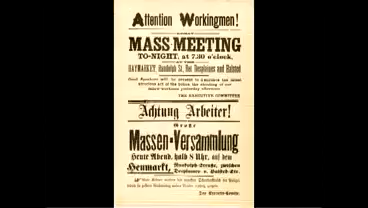 Attention Workingmen!
GREAT
MASS MEETING
TO-NIGHT, at 7.30 o'clock,
AT THE
HAYMARKET, Randolph St., Bet. Desplaines and Halsted.
Good Speakers will be present to denounce the latest
atrocious act of the police, the shooting of our
fellow-workmen yesterday afternoon.
THE EXECUTIVE COMMITTEE
Achtung Arbeiter!
Große
Massen-Versammlung
Heute Abend, halb 8 Uhr, auf dem
Heumarkt, Randolph-Straße, zwischen
Desplaines- u. Halsted-Str.
Das Executiv-Comite.